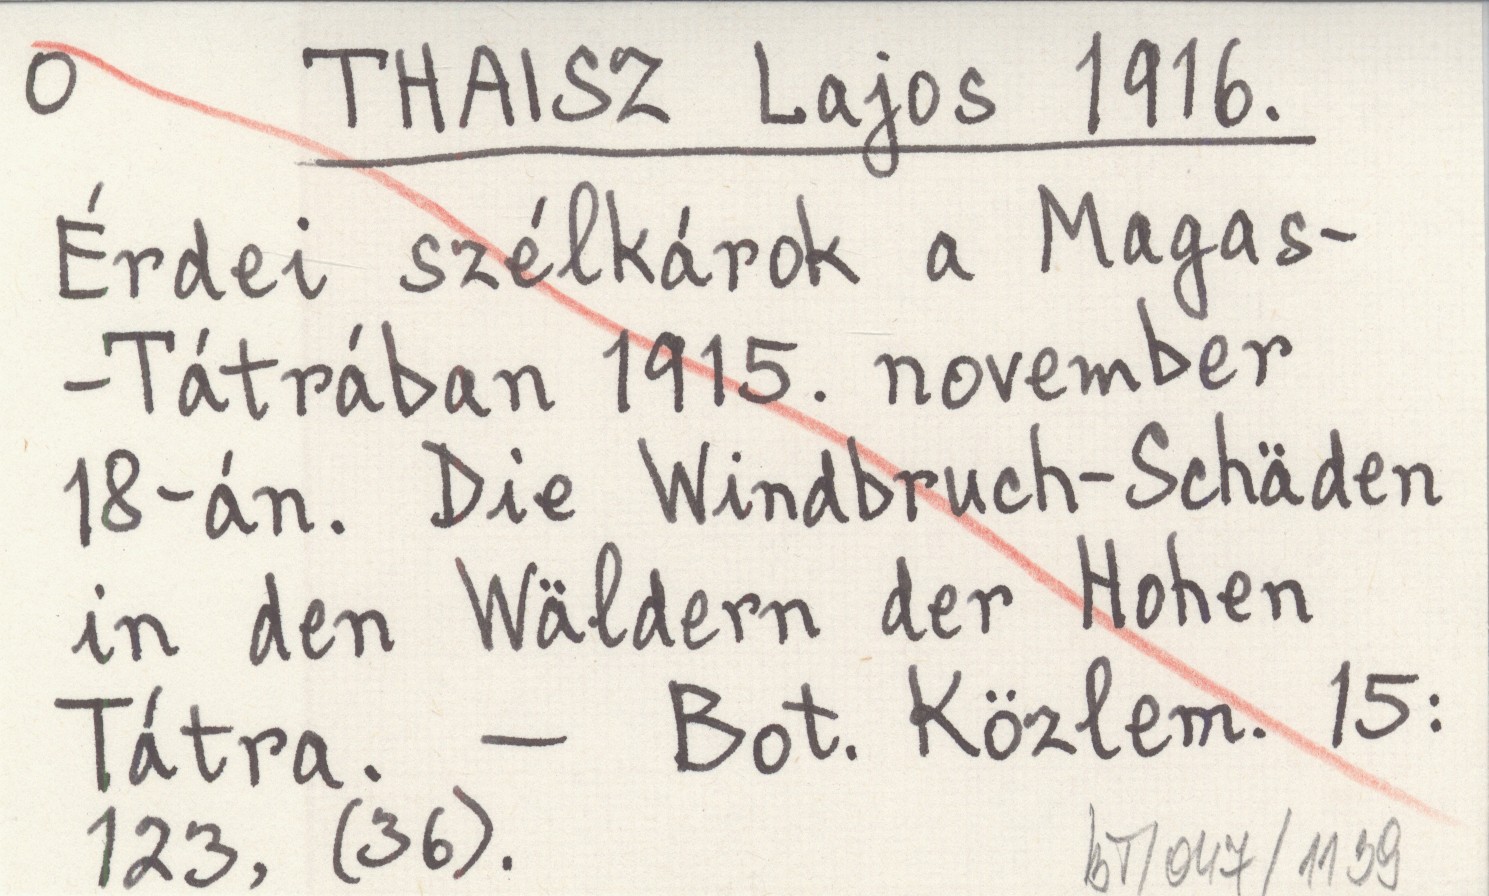 O THAISZ Lajos 1916.
Érdei szélkárok a Magas-
-Tátrában 1915. november
18-án. Die Windbruch-Schäden
in den Wäldern der Hohen
Tátra. — Bot. Közlem. 15:
123, (36).
BT/047/1139